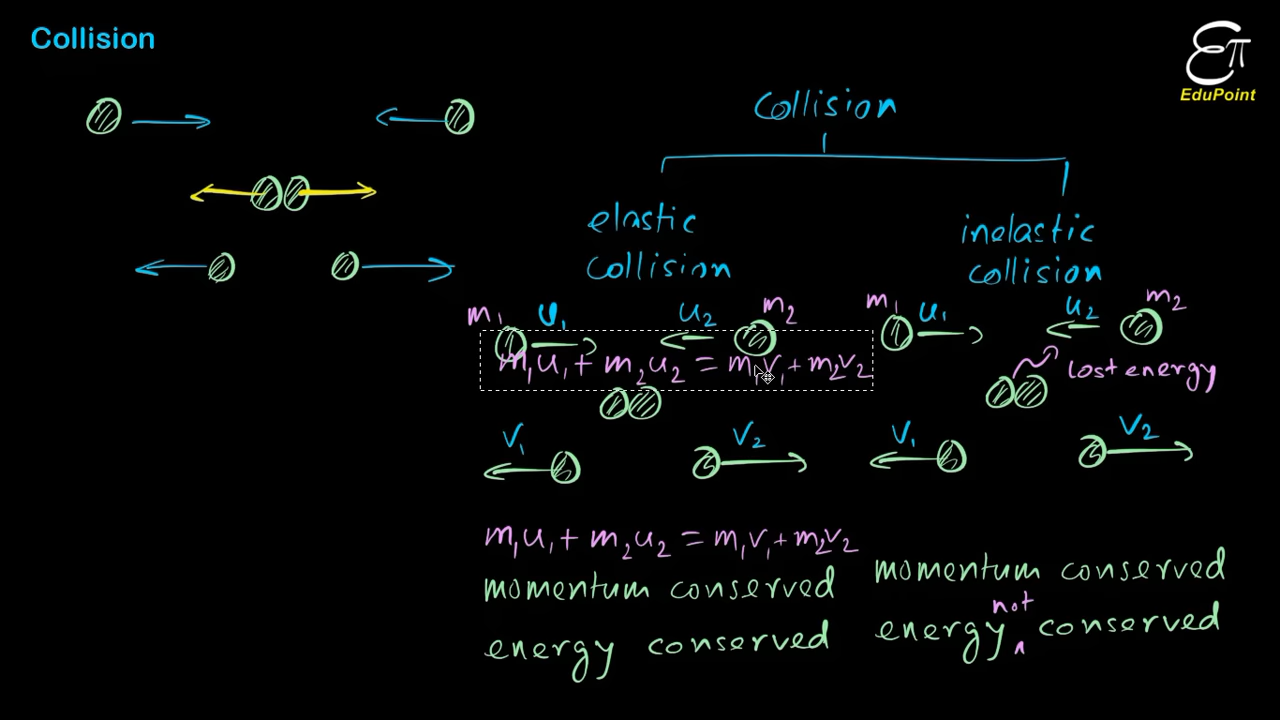 Collision
επ
EduPoint
Collision
elastic
collision
inelastic
collision
m₁ u₁ u₂ m₂
m₁ u₁ u₂ m₂
m₁u₁ + m₂u₂ = m₁v₁ + m₂v₂
lost energy
v₁ v₂
v₁ v₂
m₁u₁ + m₂u₂ = m₁v₁ + m₂v₂
momentum conserved
energy conserved
momentum conserved
energy not conserved